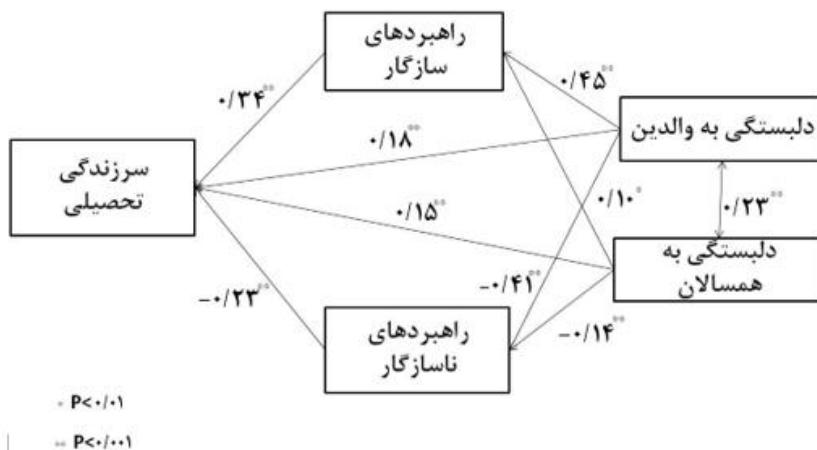 راهبردهای
سازگار
۰/۴۵**
۰/۳۴**
دلبستگی به والدین
۰/۱۸**
سرزندگی
تحصیلی
۰/۱۰*
۰/۲۳**
۰/۱۵**
دلبستگی به
همسالان
-۰/۴۱**
-۰/۲۳**
راهبردهای
ناسازگار
-۰/۱۴**
* P<۰/۰۱
** P<۰/۰۰۱